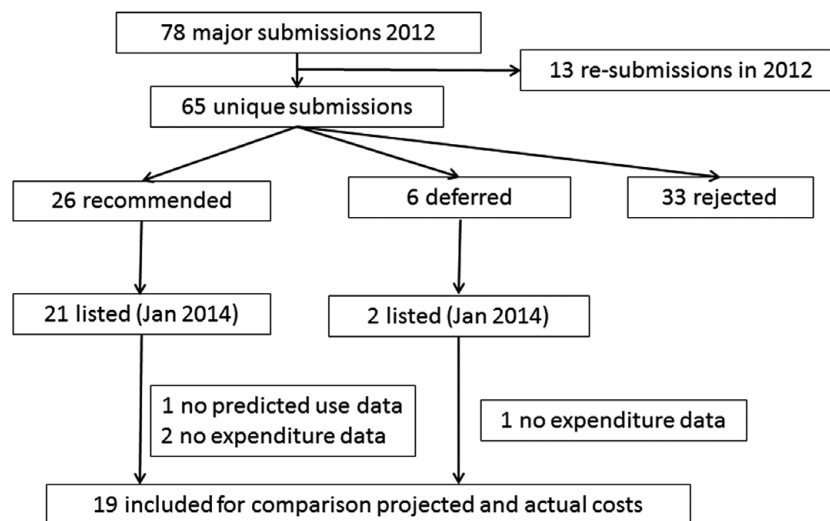 78 major submissions 2012
13 re-submissions in 2012
65 unique submissions
26 recommended
6 deferred
33 rejected
21 listed (Jan 2014)
2 listed (Jan 2014)
1 no predicted use data
2 no expenditure data
1 no expenditure data
19 included for comparison projected and actual costs